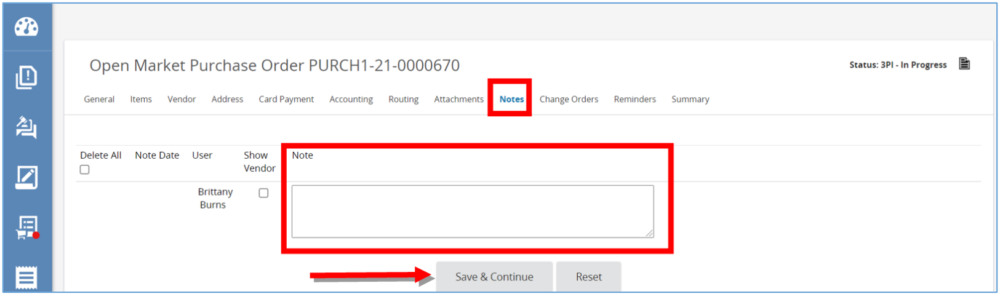 Open Market Purchase Order PURCH1-21-0000670
Status: 3PI - In Progress
General Items Vendor Address Card Payment Accounting Routing Attachments Notes Change Orders Reminders Summary
Delete All Note Date User Show Vendor Note
Brittany Burns
Save & Continue Reset